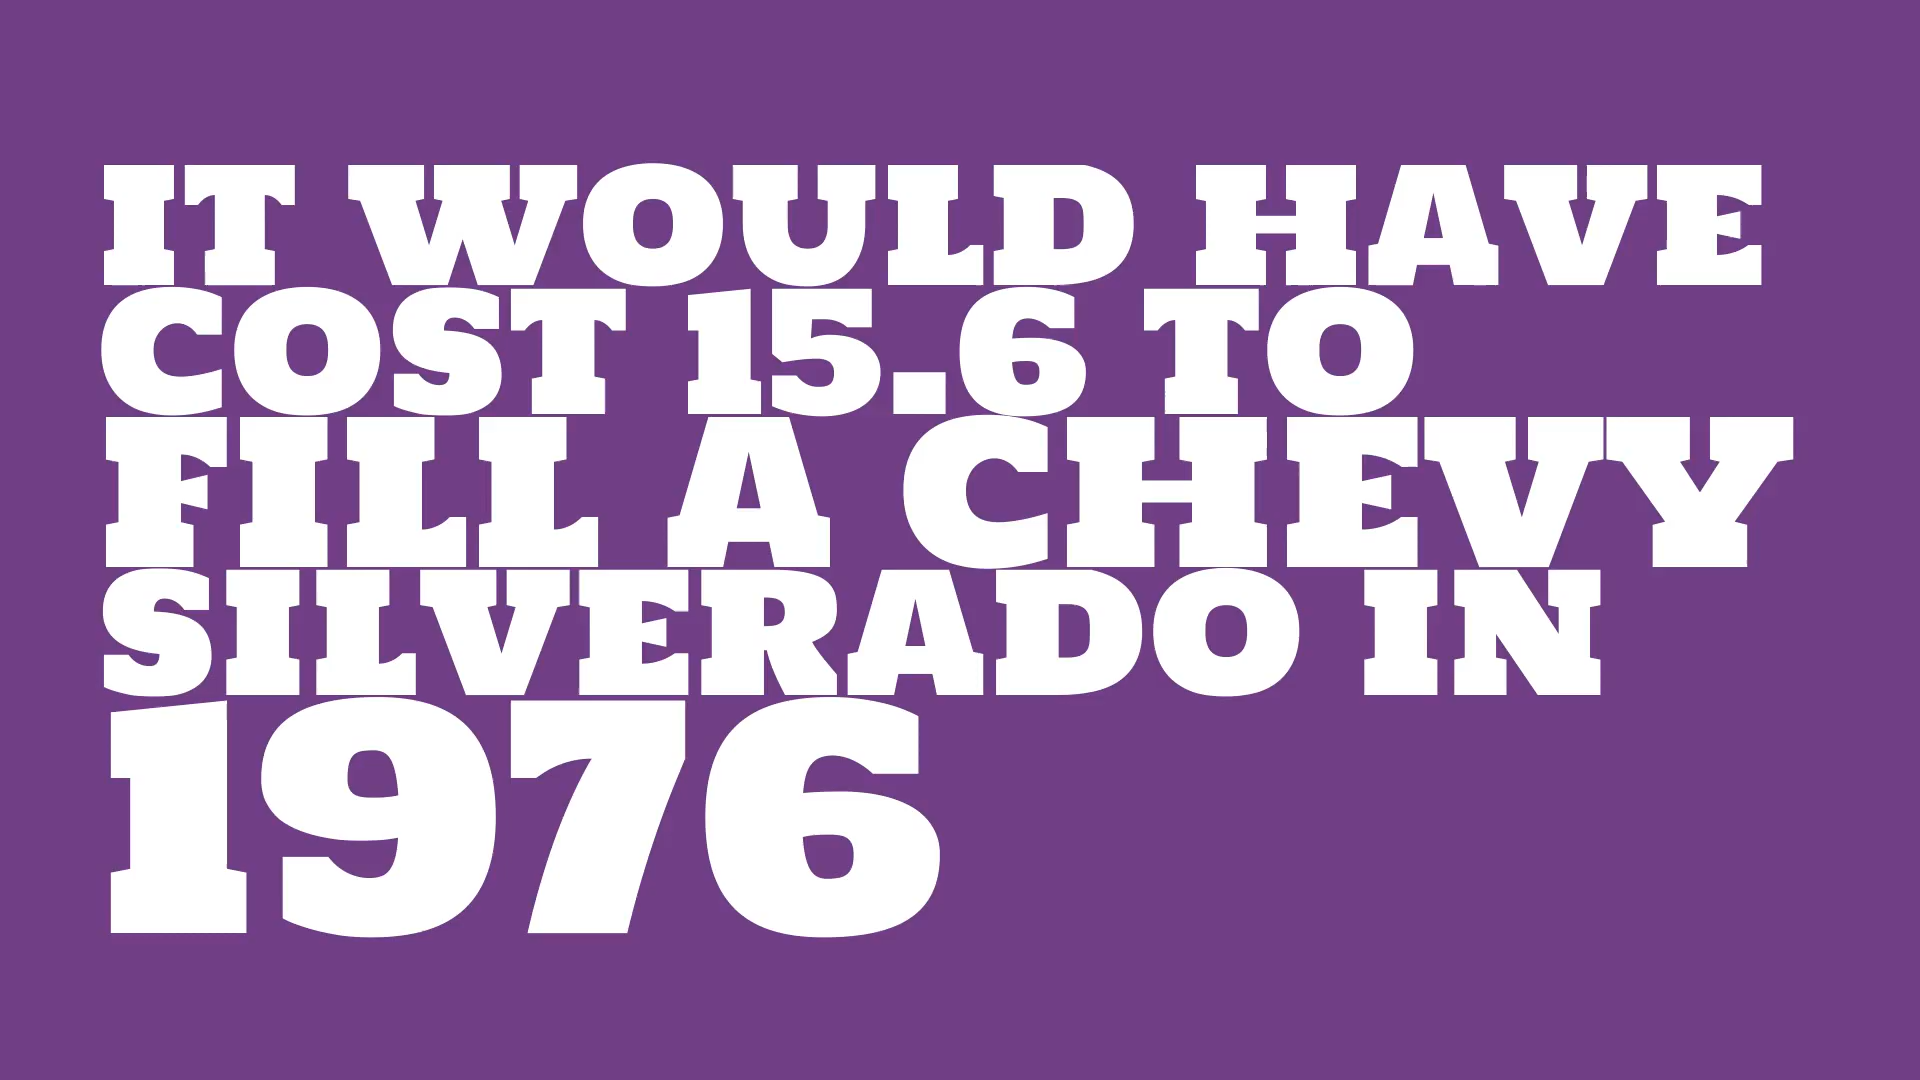 IT WOULD HAVE
COST 15.6 TO
FILL A CHEVY
SILVERADO IN
1976